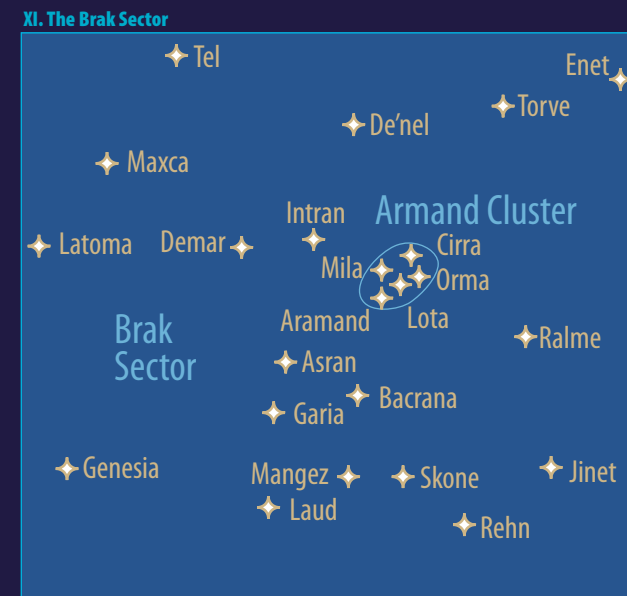 XI. The Brak Sector
Tel
Enet
Torve
De'nel
Maxca
Intran
Armand Cluster
Latoma
Demar
Cirra
Mila
Orma
Aramand
Lota
Brak
Sector
Ralme
Asran
Bacrana
Garia
Genesia
Mangez
Skone
Jinet
Laud
Rehn